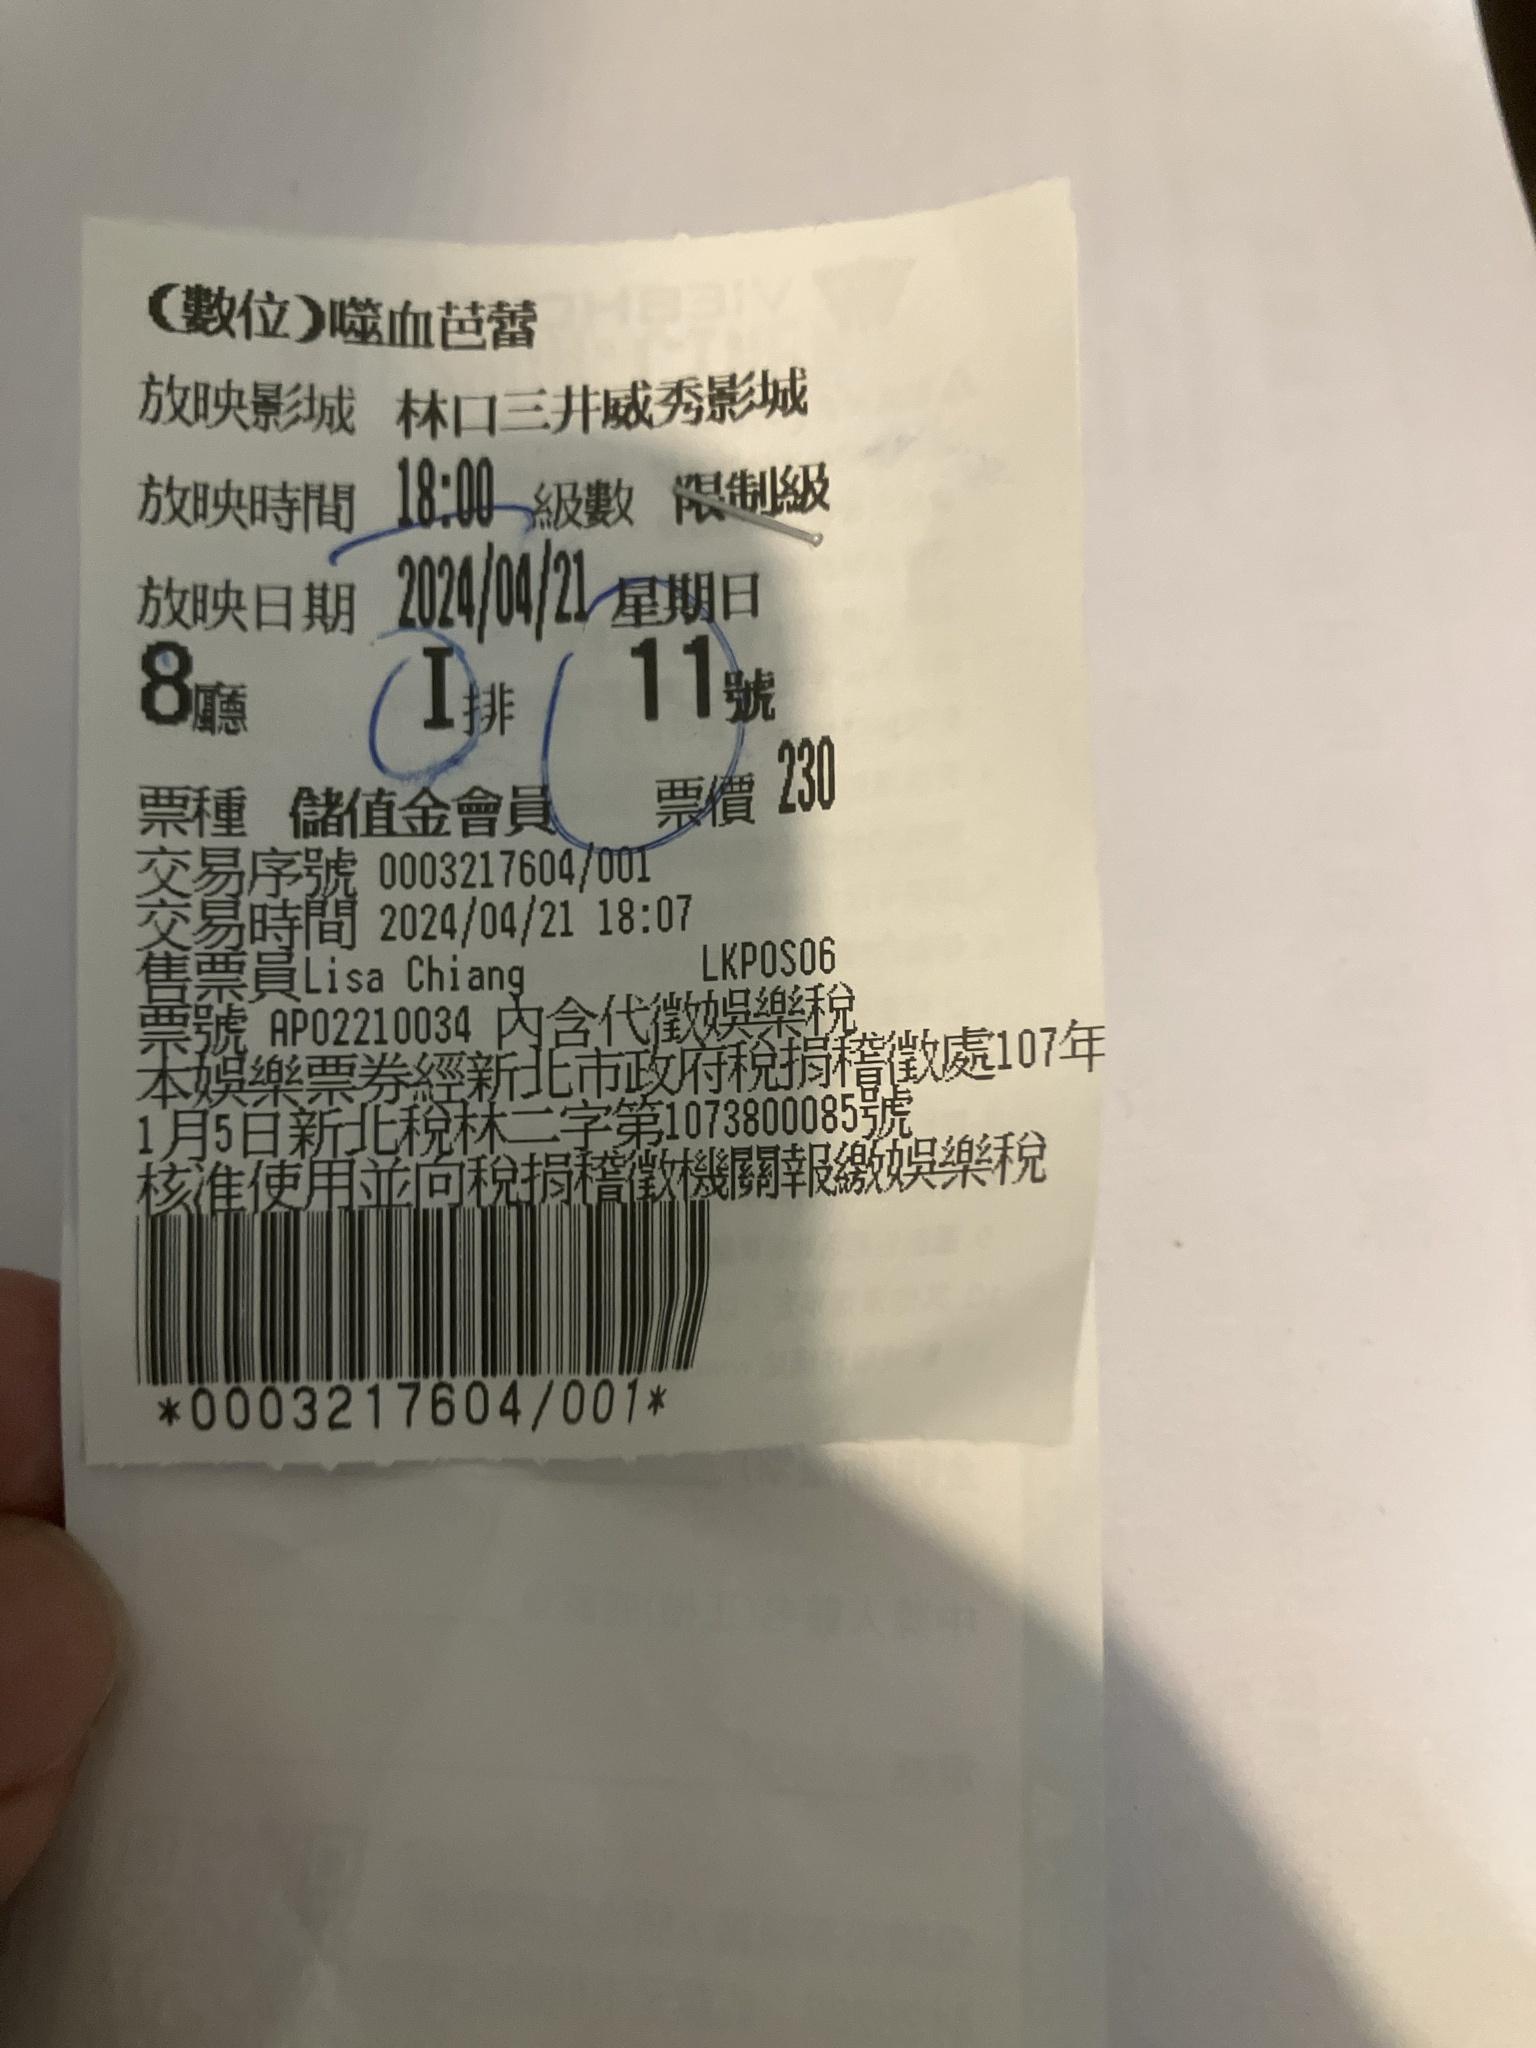 (數位)噬血芭蕾
放映影城 林口三井威秀影城
放映時間 18:00 級數 限制級
放映日期 2024/04/21 星期日
8廳 I排 11號
票種 儲值金會員 票價 230
交易序號 0003217604/001
交易時間 2024/04/21 18:07
售票員Lisa Chiang LKPOS06
票號 AP02210034 內含代徵娛樂稅
本娛樂票券經新北市政府稅捐稽徵處107年
1月5日新北稅林二字第1073800085號
核准使用並向稅捐稽徵機關報繳娛樂稅
*0003217604/001*